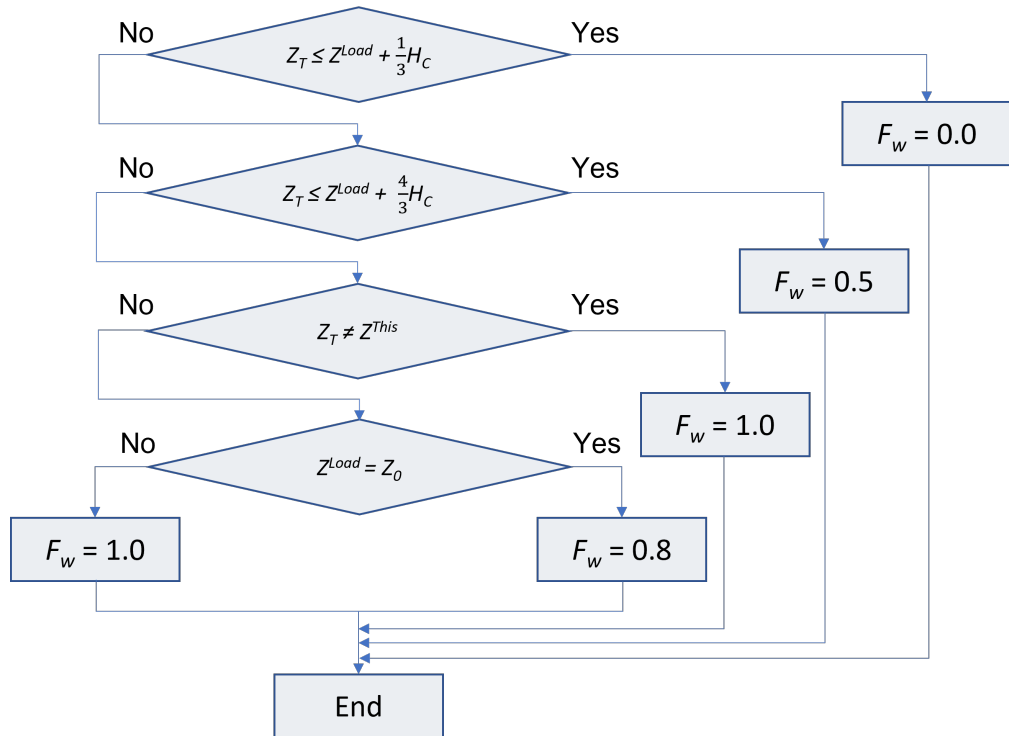 No
Yes
Z_T ≤ Z^Load + 1/3 H_C
F_w = 0.0
No
Yes
Z_T ≤ Z^Load + 4/3 H_C
F_w = 0.5
No
Yes
Z_T ≠ Z^This
F_w = 1.0
No
Yes
Z^Load = Z_0
F_w = 1.0
F_w = 0.8
End